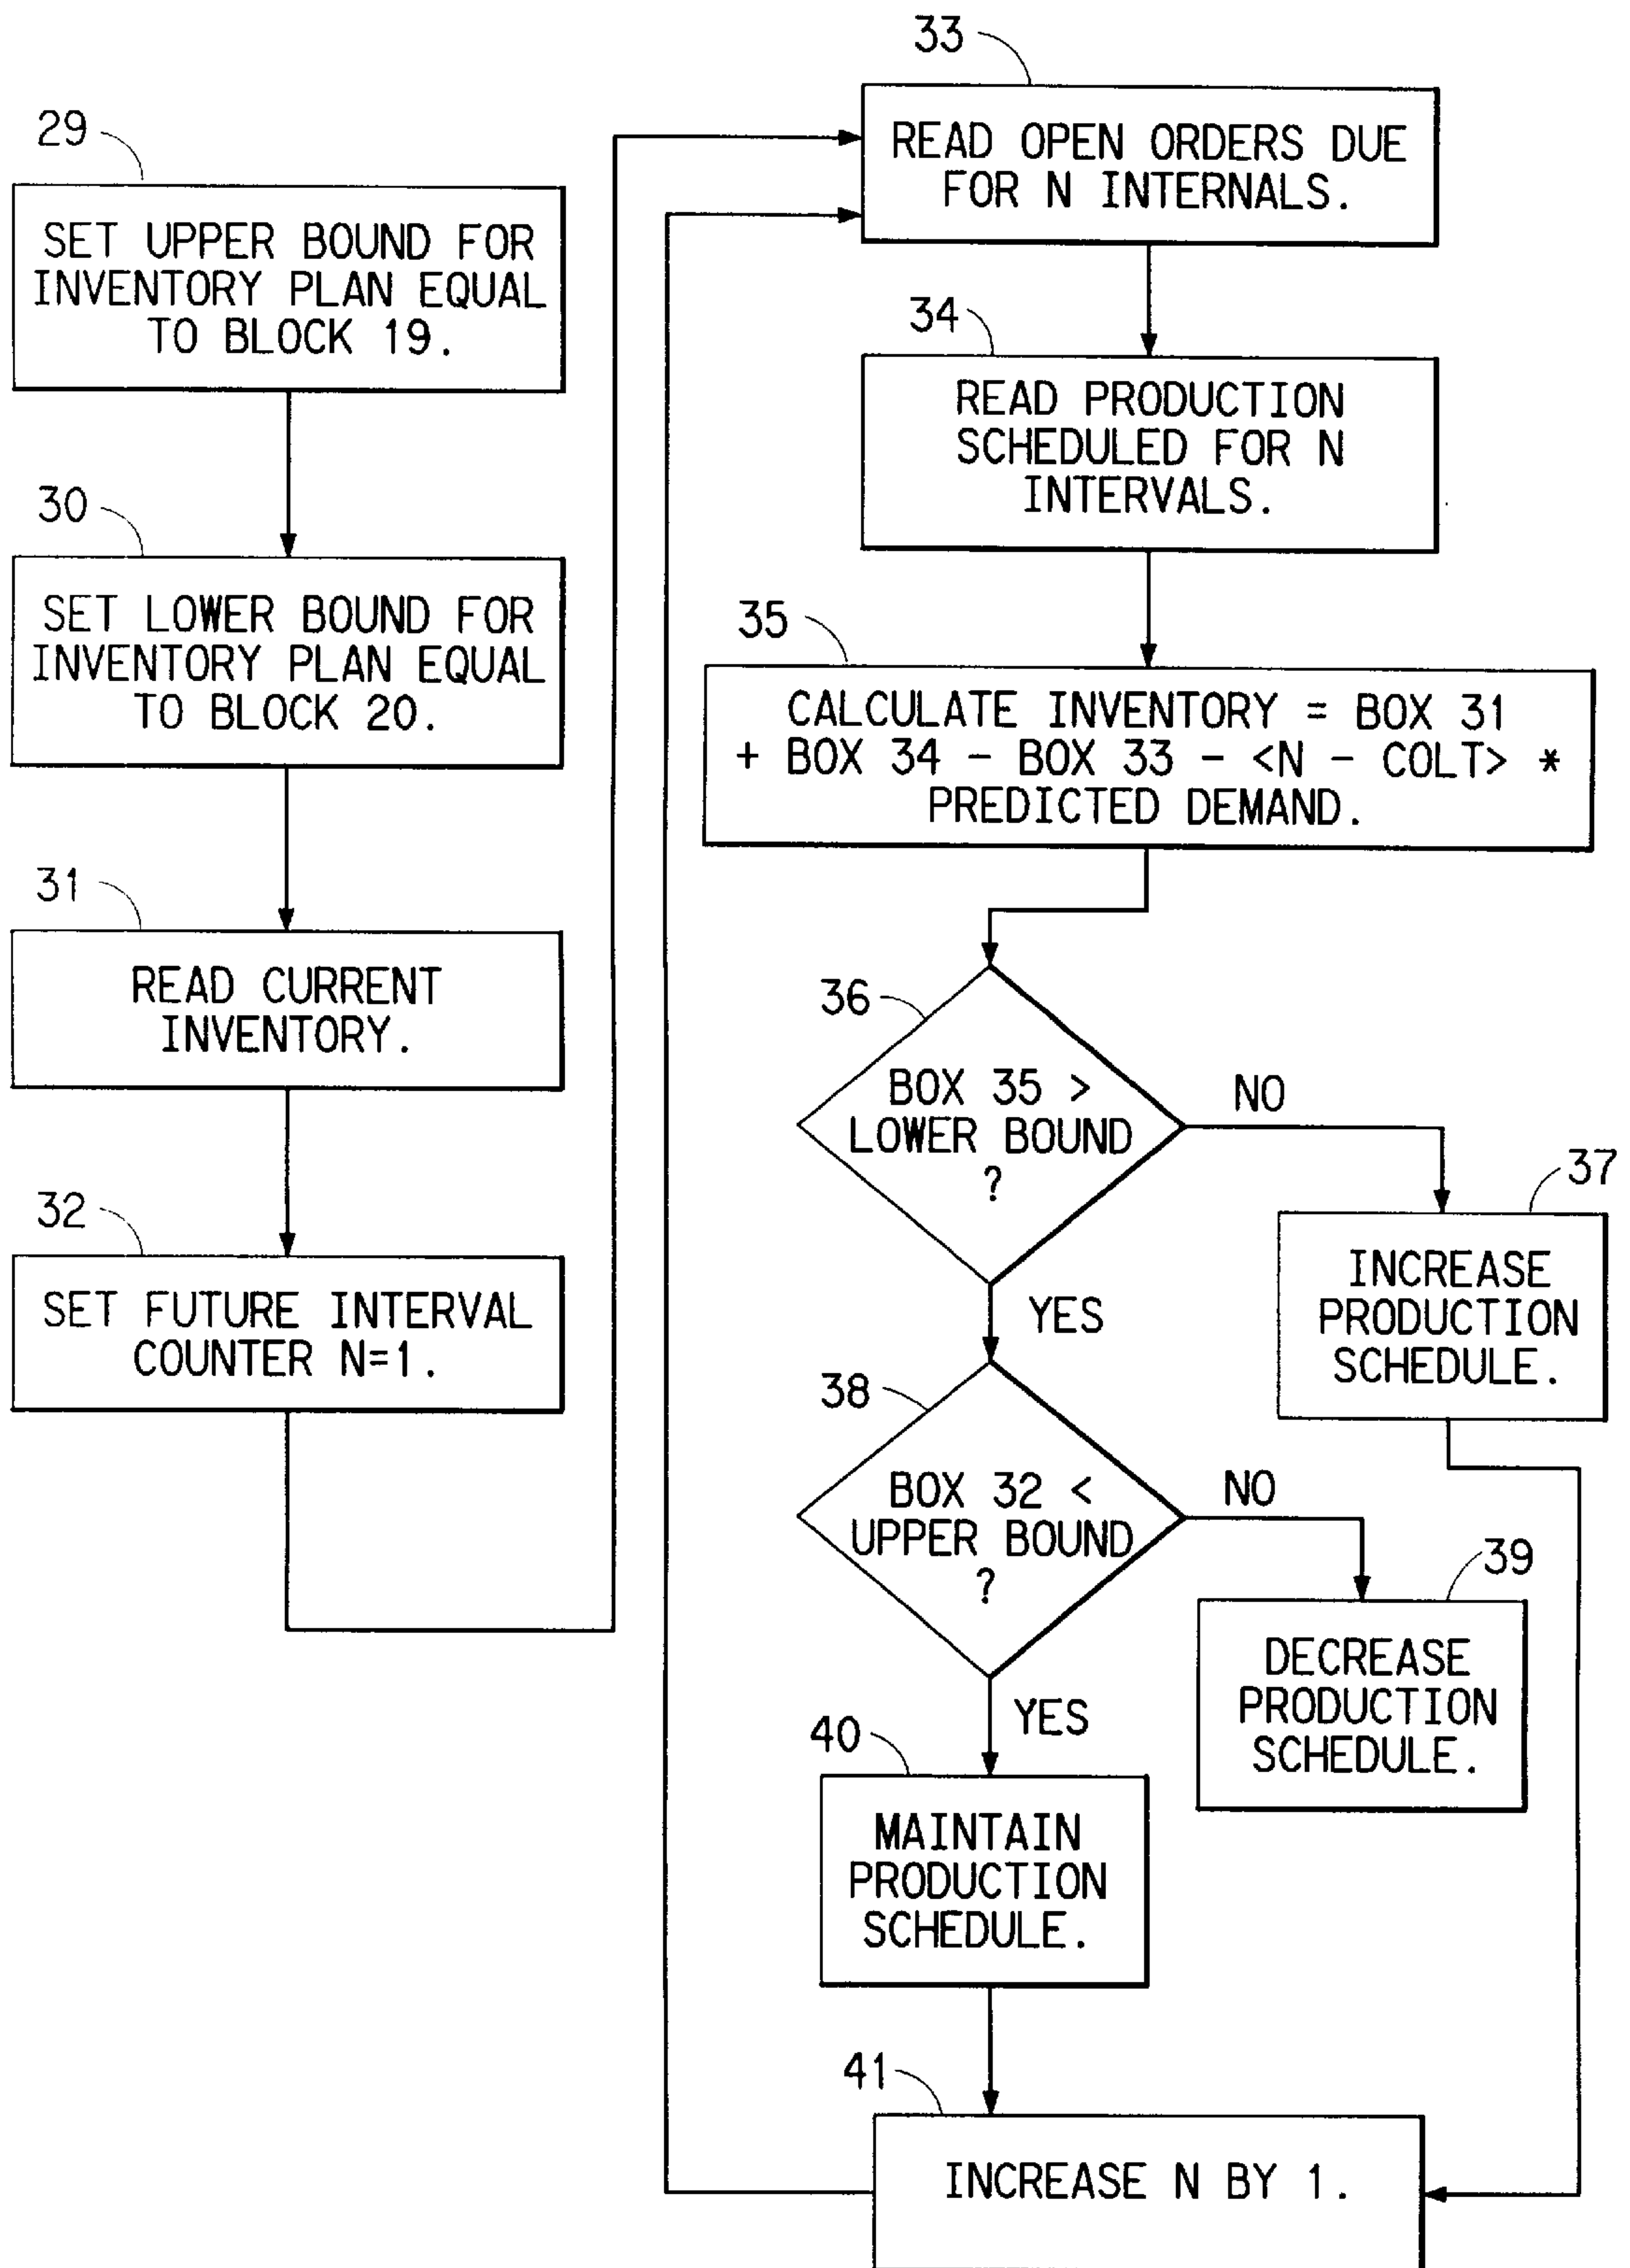 29
SET UPPER BOUND FOR
INVENTORY PLAN EQUAL
TO BLOCK 19.
30
SET LOWER BOUND FOR
INVENTORY PLAN EQUAL
TO BLOCK 20.
31
READ CURRENT
INVENTORY.
32
SET FUTURE INTERVAL
COUNTER N=1.
33
READ OPEN ORDERS DUE
FOR N INTERNALS.
34
READ PRODUCTION
SCHEDULED FOR N
INTERVALS.
35
CALCULATE INVENTORY = BOX 31
+ BOX 34 - BOX 33 - <N - COLT> *
PREDICTED DEMAND.
36
BOX 35 >
LOWER BOUND
?
NO
YES
37
INCREASE
PRODUCTION
SCHEDULE.
38
BOX 32 <
UPPER BOUND
?
NO
YES
39
DECREASE
PRODUCTION
SCHEDULE.
40
MAINTAIN
PRODUCTION
SCHEDULE.
41
INCREASE N BY 1.